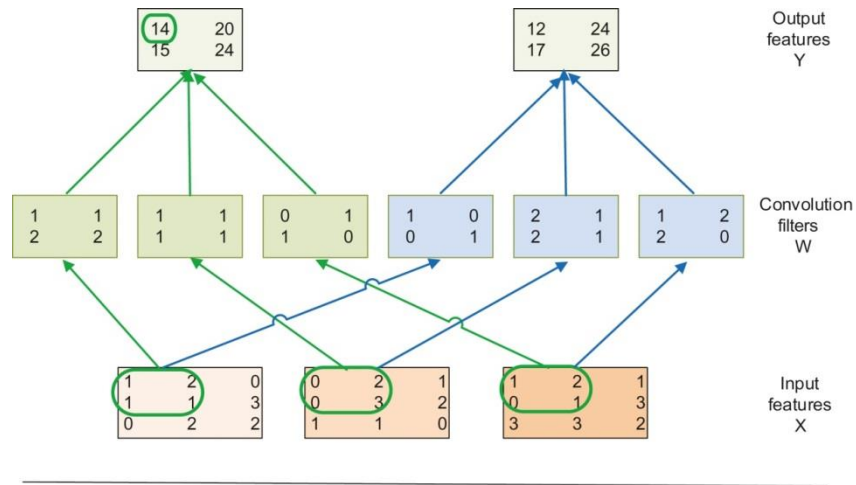 14 20
15 24
12 24
17 26
Output
features
Y
1 1
2 2
1 1
1 1
0 1
1 0
1 0
0 1
2 1
2 1
1 2
2 0
Convolution
filters
W
1 2 0
1 1 3
0 2 2
0 2 1
0 3 2
1 1 0
1 2 1
0 1 3
3 3 2
Input
features
X